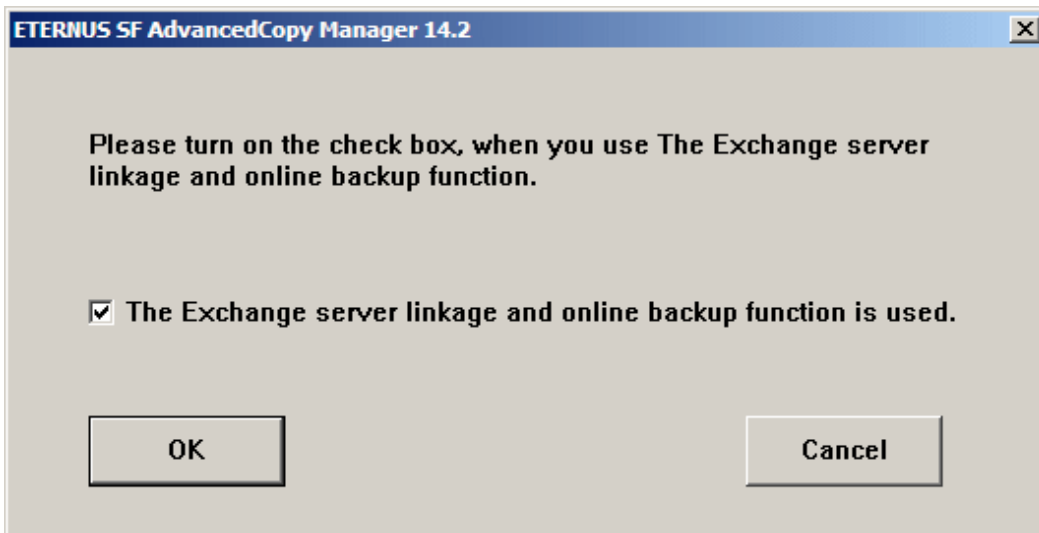 ETERNUS SF AdvancedCopy Manager 14.2
Please turn on the check box, when you use The Exchange server
linkage and online backup function.
The Exchange server linkage and online backup function is used.
OK
Cancel